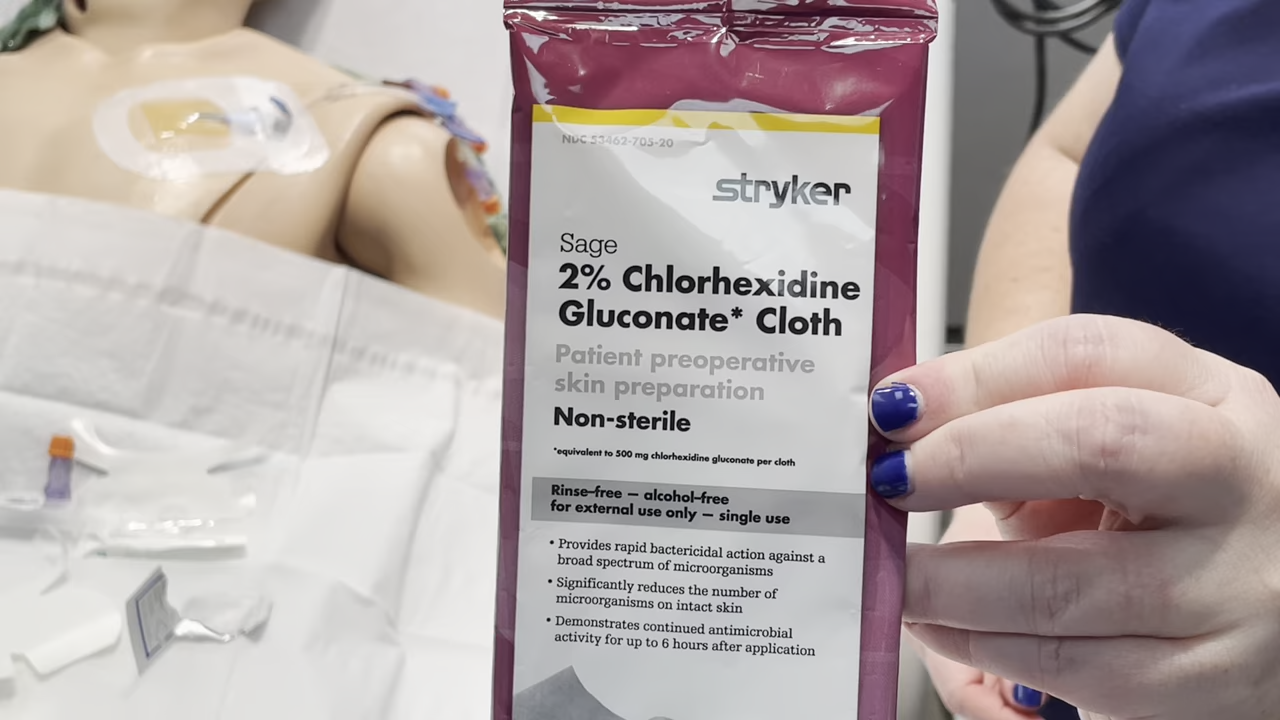 NDC 53462-705-20
stryker
Sage
2% Chlorhexidine
Gluconate* Cloth
Patient preoperative
skin preparation
Non-sterile
*equivalent to 500 mg chlorhexidine gluconate per cloth
Rinse-free — alcohol-free
for external use only — single use
• Provides rapid bactericidal action against a
broad spectrum of microorganisms
• Significantly reduces the number of
microorganisms on intact skin
• Demonstrates continued antimicrobial
activity for up to 6 hours after application